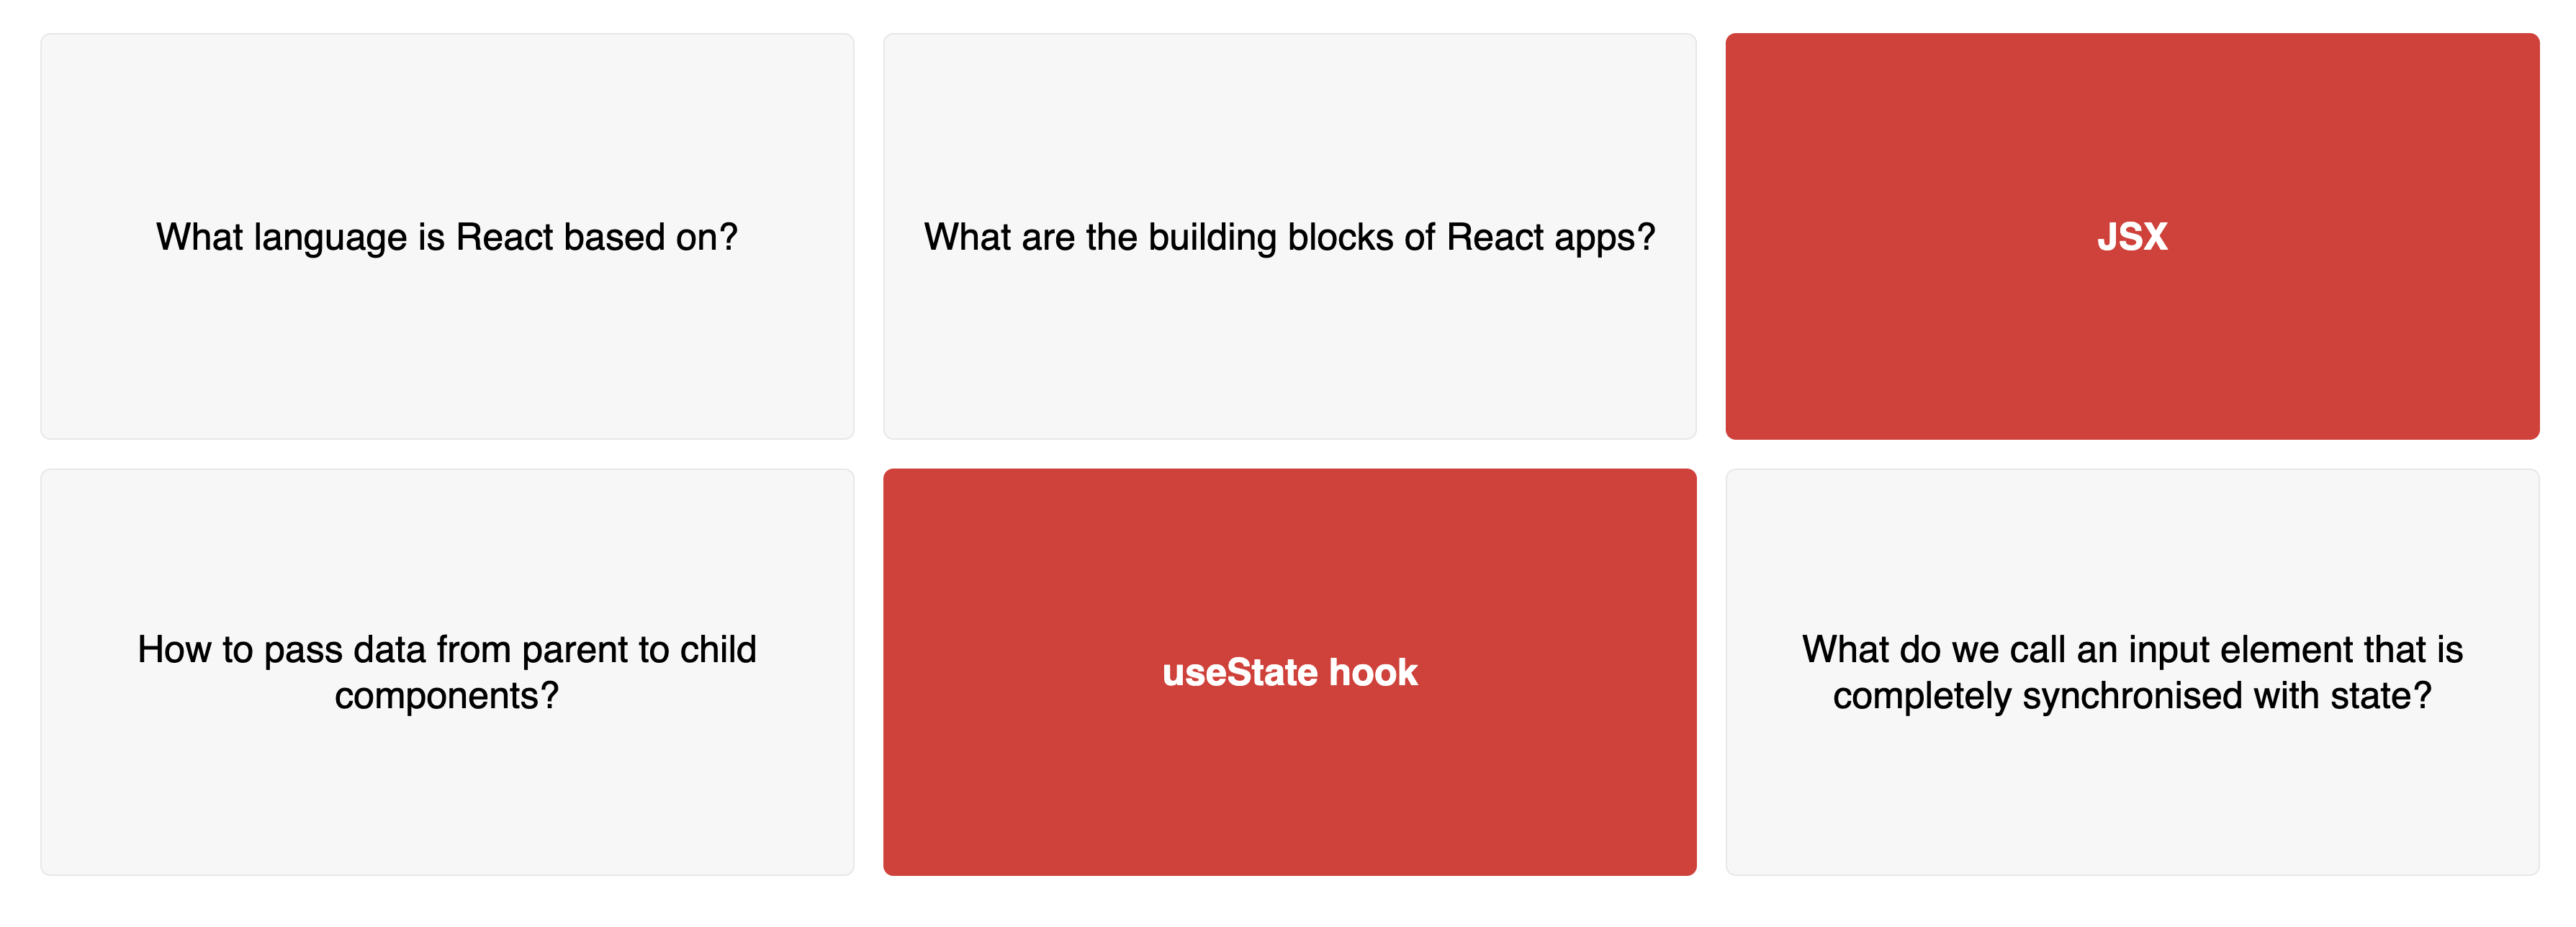 What language is React based on?
What are the building blocks of React apps?
JSX
How to pass data from parent to child
components?
useState hook
What do we call an input element that is
completely synchronised with state?